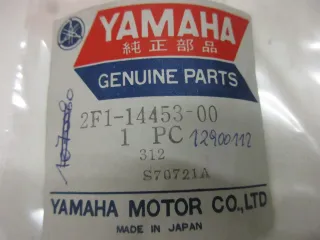 YAMAHA
純正部品
GENUINE PARTS
2F1-14453-00
1 PC 12900112
312
S70721A
YAMAHA MOTOR CO.,LTD
MADE IN JAPAN